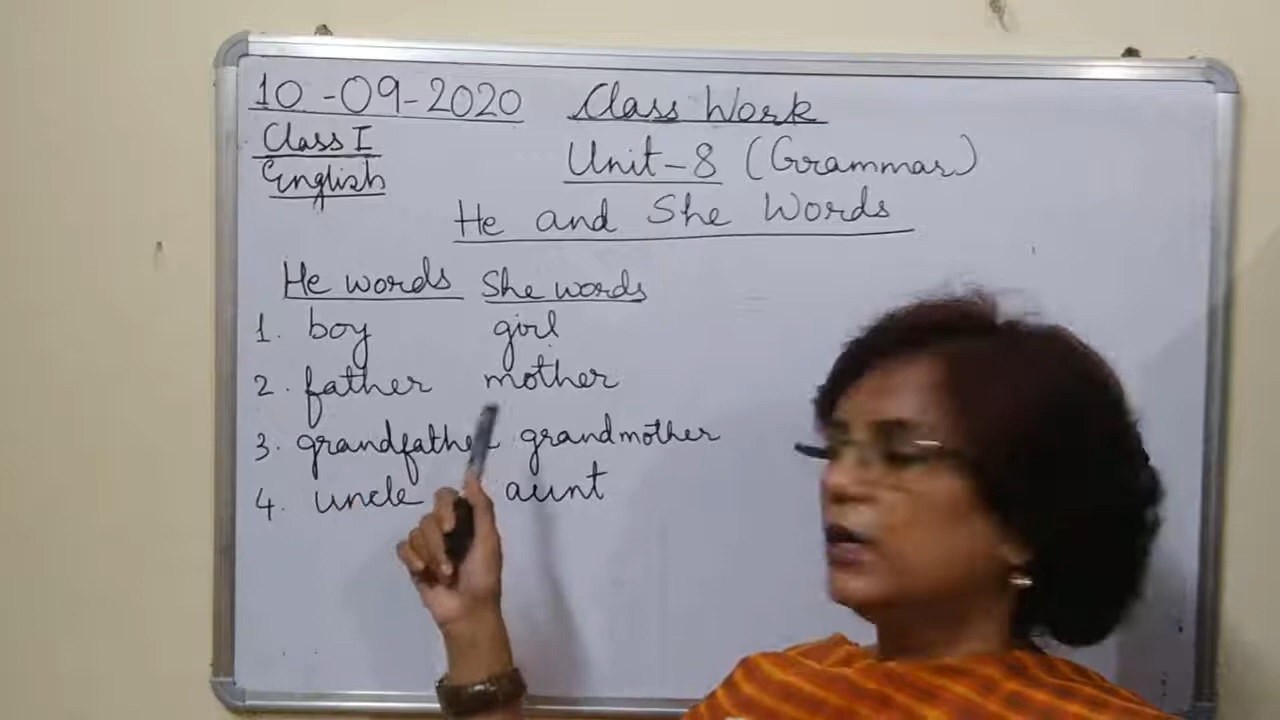 10-09-2020 Class Work
Class I
Unit-8 (Grammar)
English
He and She Words
He words She words
1. boy girl
2. father mother
3. grandfather grandmother
4. uncle aunt